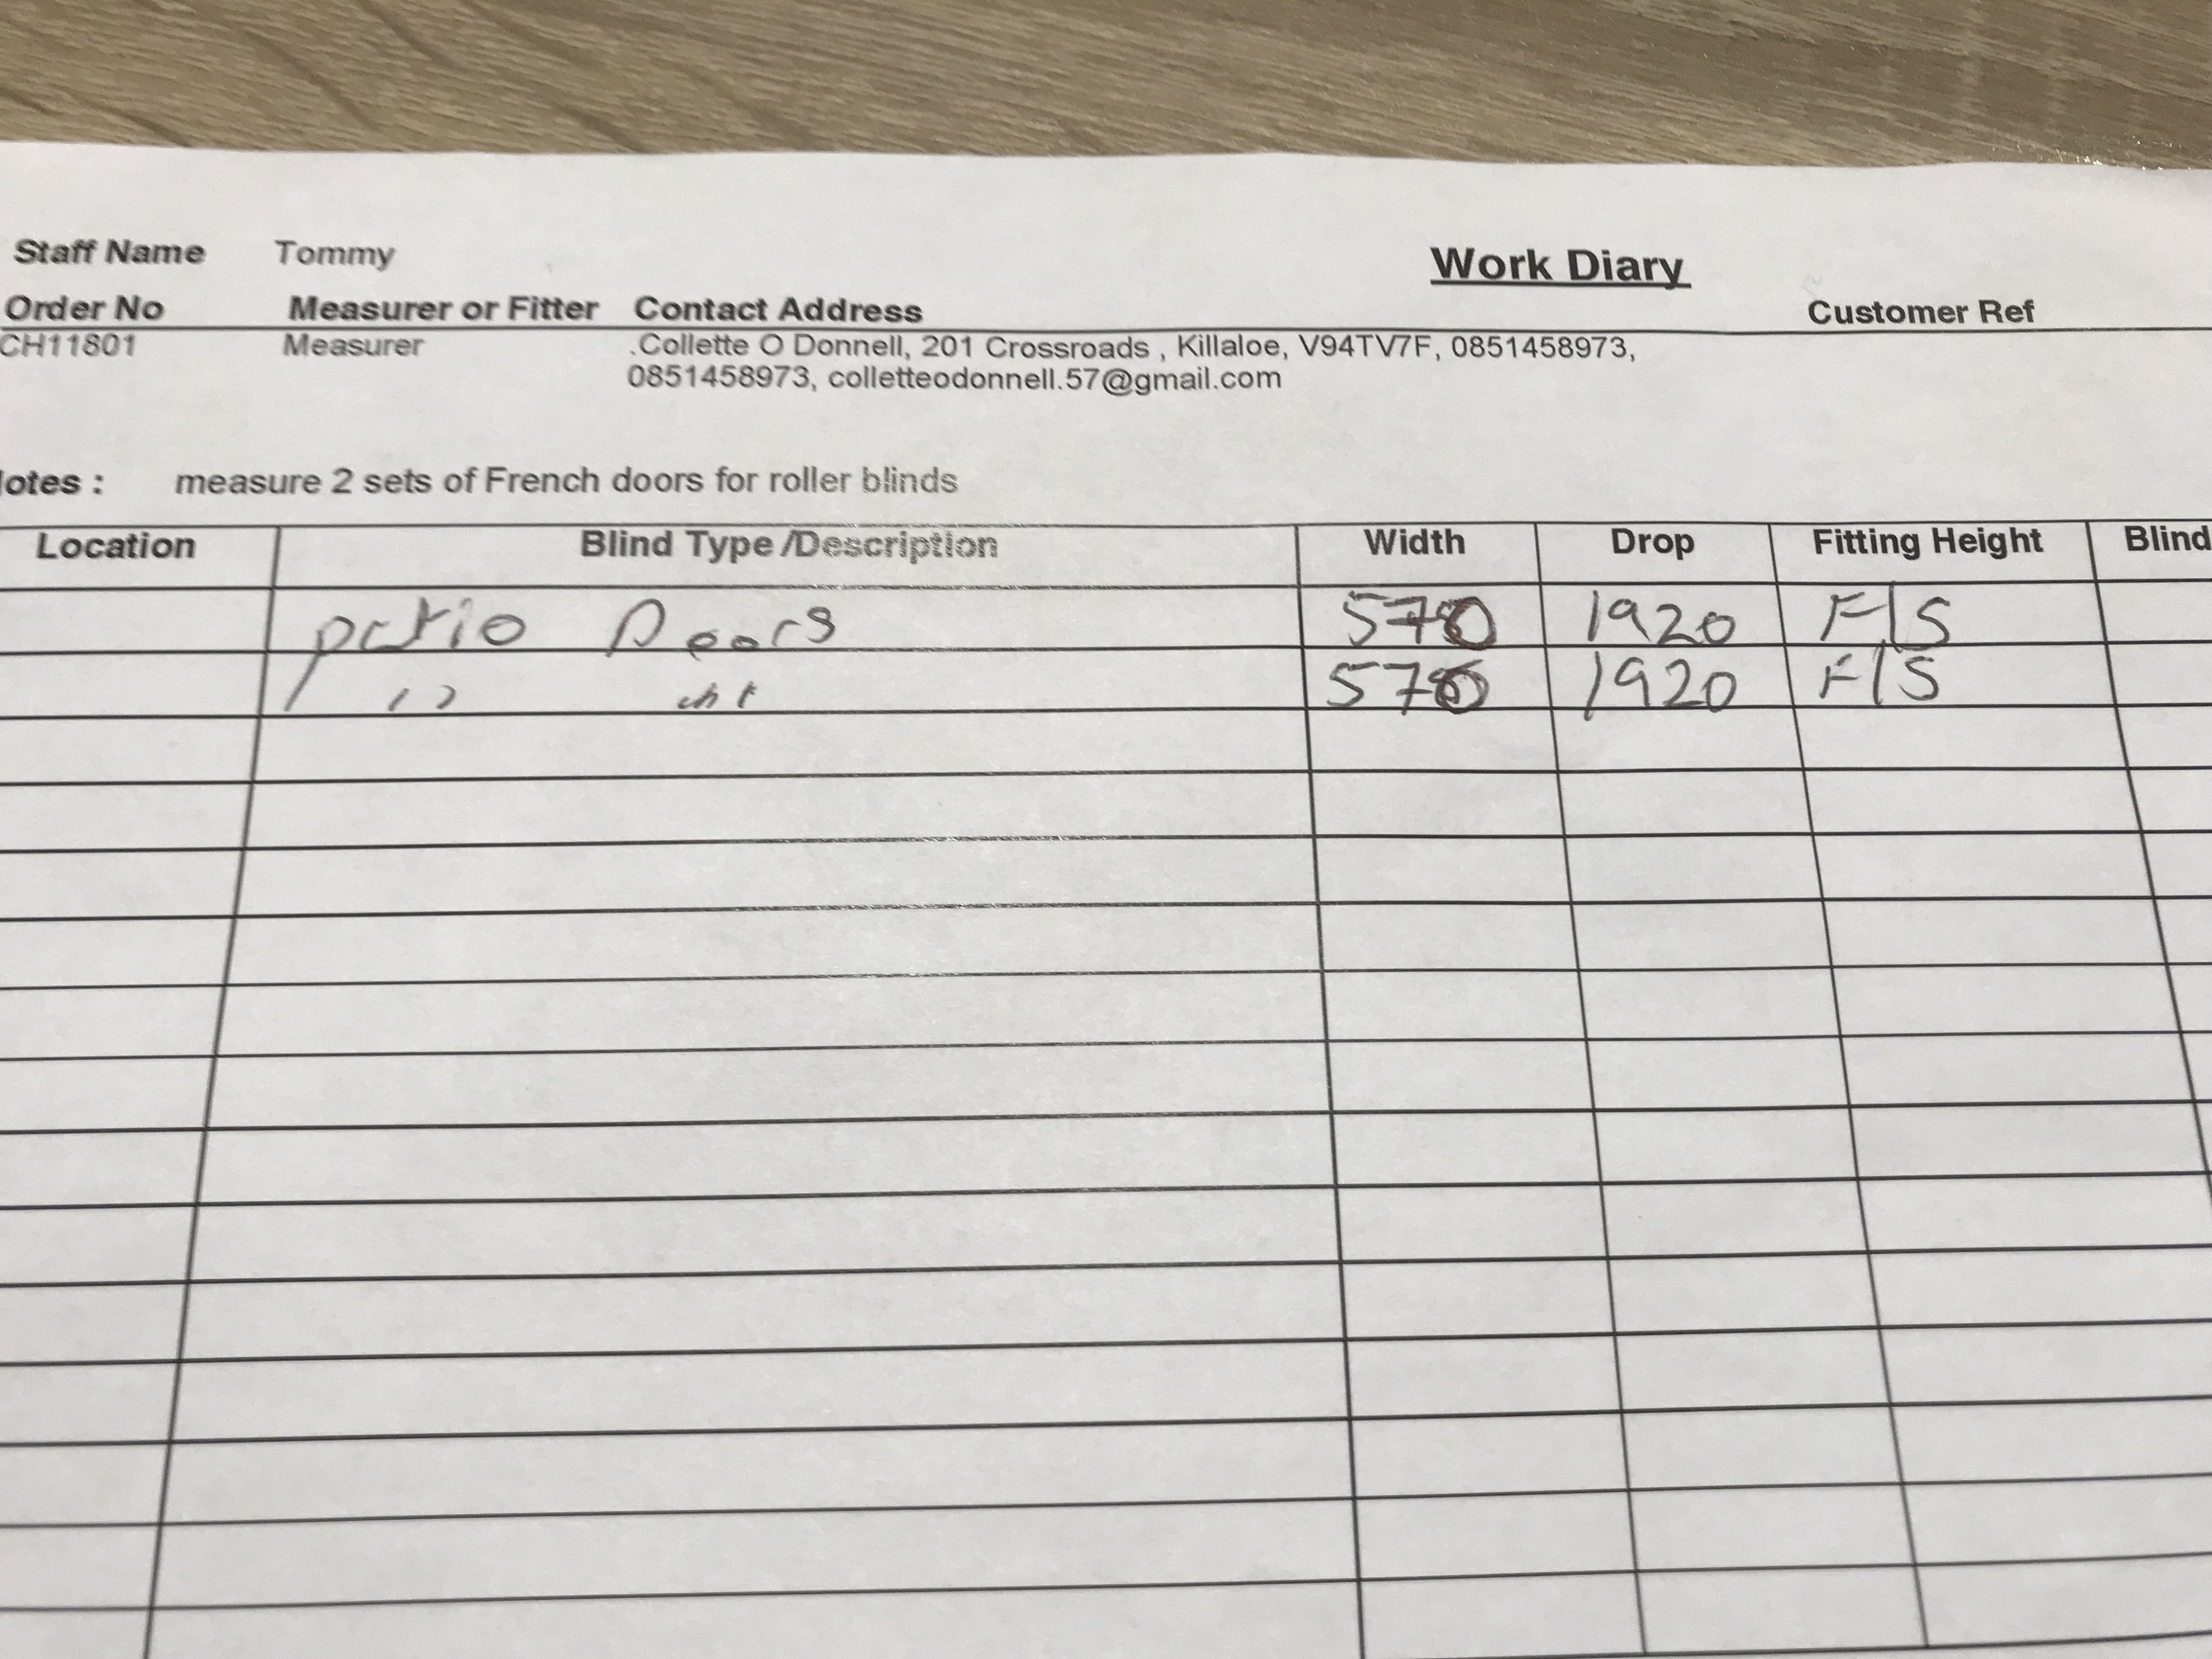 Staff Name Tommy Work Diary
Order No Measurer or Fitter Contact Address Customer Ref
CH11801 Measurer .Collette O Donnell, 201 Crossroads , Killaloe, V94TV7F, 0851458973,
0851458973, colletteodonnell.57@gmail.com
otes : measure 2 sets of French doors for roller blinds
Location Blind Type /Description Width Drop Fitting Height Blind
patio Doors 570 1920 F/S
570 1920 F/S